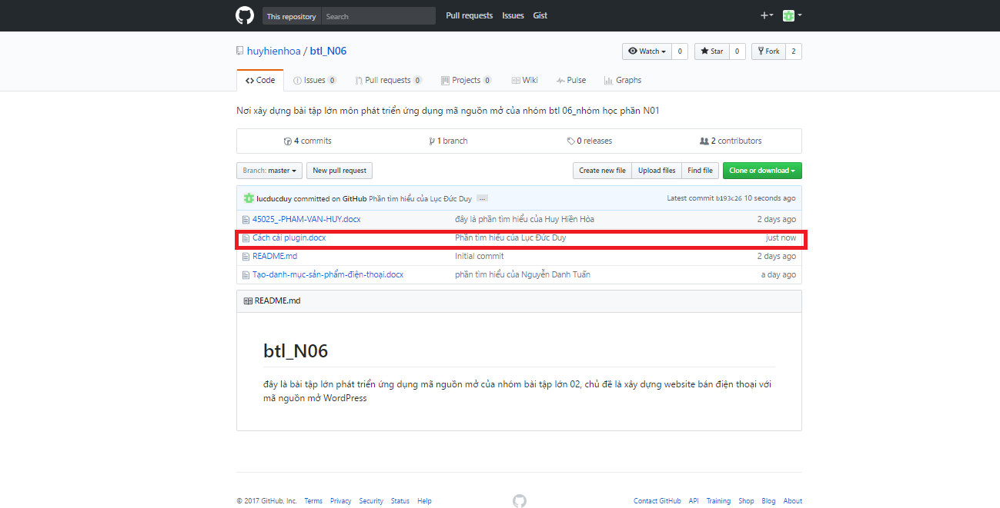 This repository Search Pull requests Issues Gist
huyhienhoa / btl_N06 Watch 0 Star 0 Fork 2
Code Issues 0 Pull requests 0 Projects 0 Wiki Pulse Graphs
Nơi xây dựng bài tập lớn môn phát triển ứng dụng mã nguồn mở của nhóm btl 06_nhóm học phần N01
4 commits 1 branch 0 releases 2 contributors
Branch: master New pull request Create new file Upload files Find file Clone or download
lucducduy committed on GitHub Phần tìm hiểu của Lục Đức Duy ... Latest commit b193c26 10 seconds ago
45025_-PHAM-VAN-HUY.docx đây là phần tìm hiểu của Huy Hiền Hòa 2 days ago
Cách cài plugin.docx Phần tìm hiểu của Lục Đức Duy just now
README.md Initial commit 2 days ago
Tạo-danh-mục-sản-phẩm-điện-thoại.docx phần tìm hiểu của Nguyễn Danh Tuấn a day ago
README.md
btl_N06
đây là bài tập lớn phát triển ứng dụng mã nguồn mở của nhóm bài tập lớn 02, chủ đề là xây dựng website bán điện thoại với
mã nguồn mở WordPress
© 2017 GitHub, Inc. Terms Privacy Security Status Help Contact GitHub API Training Shop Blog About